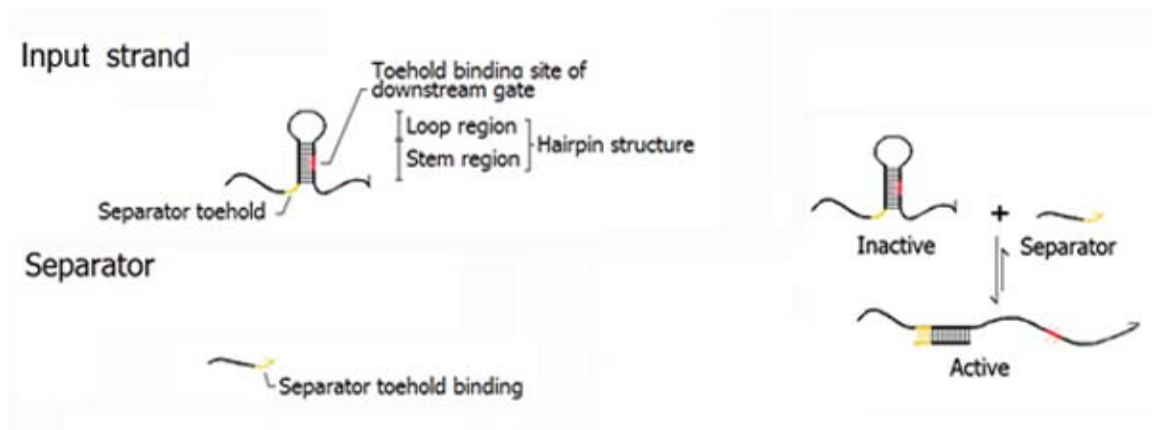 Input strand
Toehold binding site of
downstream gate
Loop region
Stem region
Hairpin structure
Separator toehold
Separator
Separator toehold binding
+
Inactive
Separator
Active